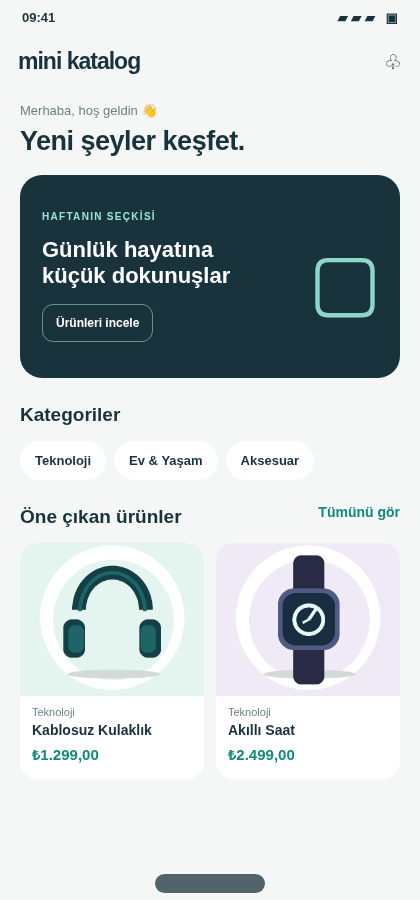 09:41
mini katalog
Merhaba, hoş geldin 👋
Yeni şeyler keşfet.
HAFTANIN SEÇKİSİ
Günlük hayatına
küçük dokunuşlar
Ürünleri incele
Kategoriler
Teknoloji
Ev & Yaşam
Aksesuar
Öne çıkan ürünler
Tümünü gör
Teknoloji
Kablosuz Kulaklık
₺1.299,00
Teknoloji
Akıllı Saat
₺2.499,00